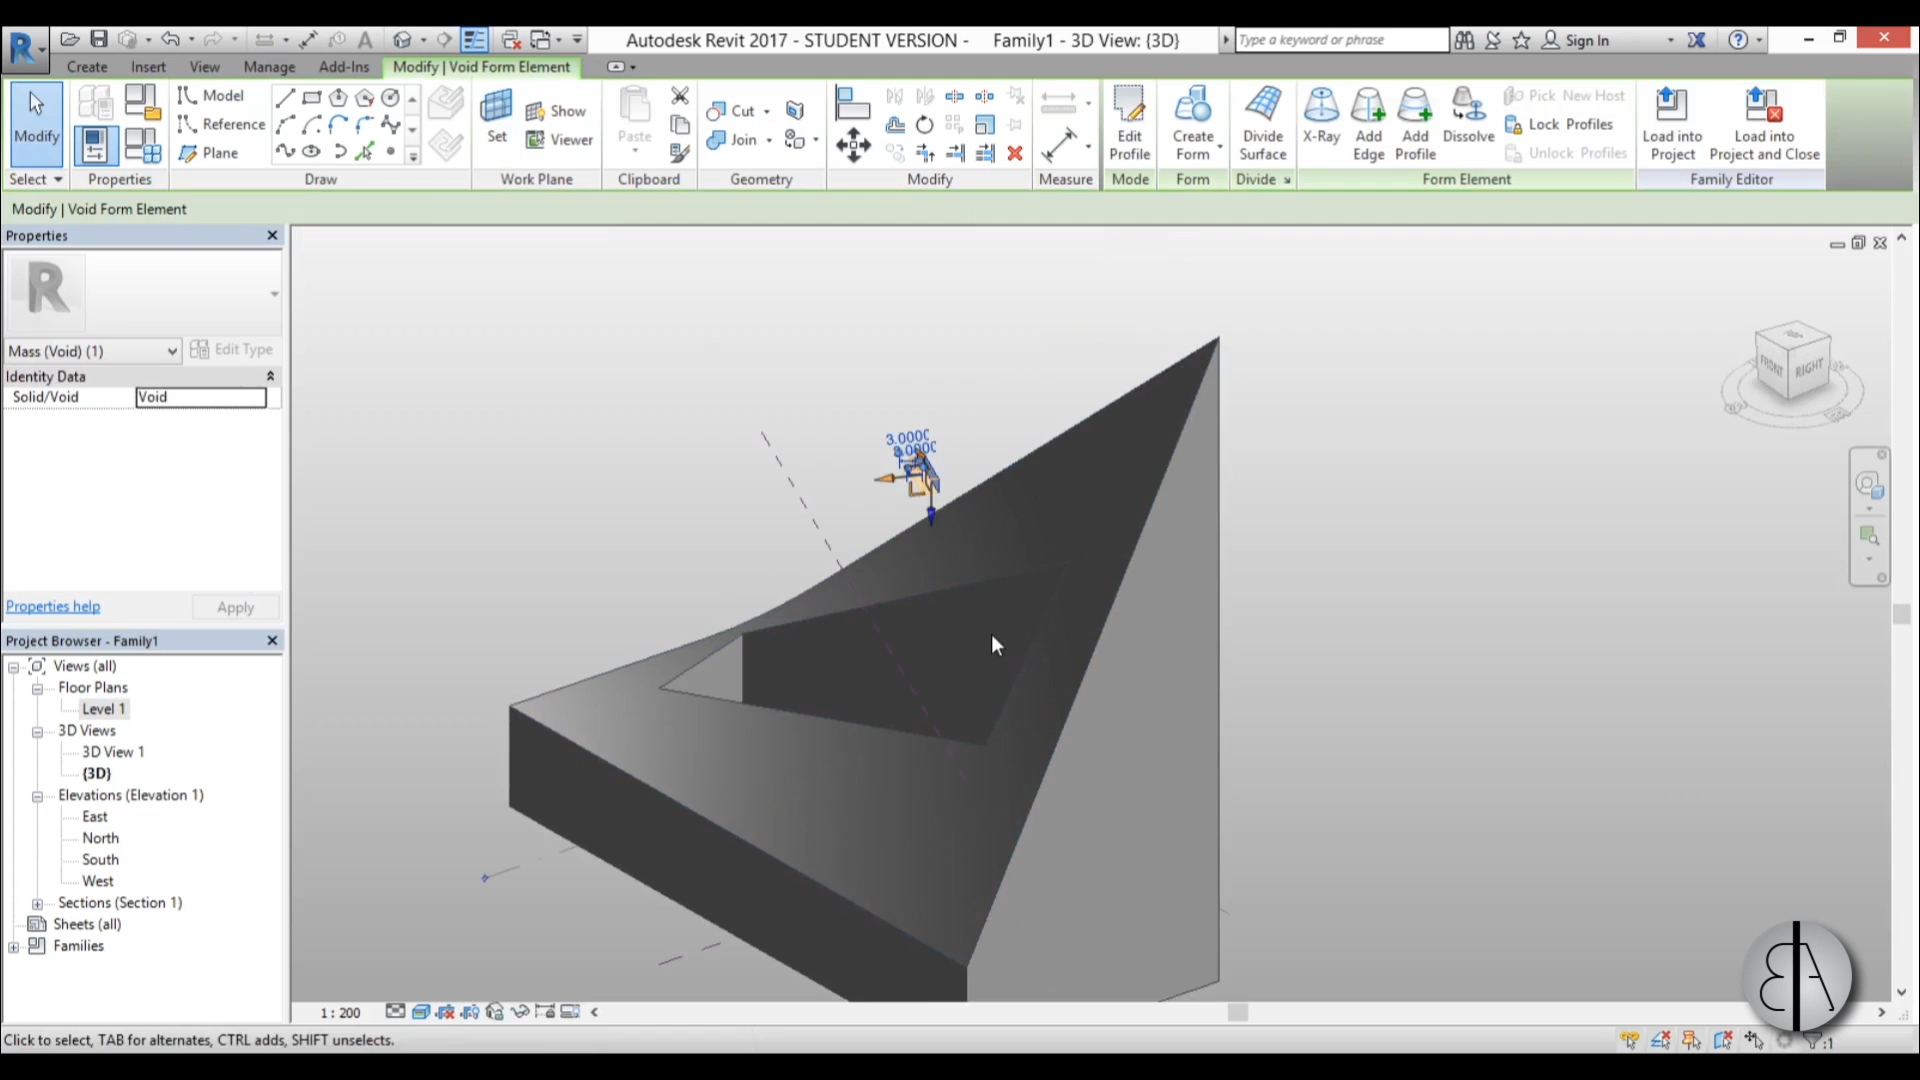 Autodesk Revit 2017 - STUDENT VERSION - Family1 - 3D View: {3D}
Type a keyword or phrase
Sign In
Create Insert View Manage Add-Ins Modify | Void Form Element
Modify
Select
Properties
Model
Reference
Plane
Draw
Set
Show
Viewer
Work Plane
Paste
Clipboard
Cut
Join
Geometry
Modify
Measure
Edit Profile
Mode
Create Form
Form
Divide Surface
Divide
X-Ray
Add Edge
Add Profile
Dissolve
Pick New Host
Lock Profiles
Unlock Profiles
Form Element
Load into Project
Load into Project and Close
Family Editor
Modify | Void Form Element
Properties
Mass (Void) (1)
Edit Type
Identity Data
Solid/Void Void
Properties help
Apply
Project Browser - Family1
Views (all)
Floor Plans
Level 1
3D Views
3D View 1
{3D}
Elevations (Elevation 1)
East
North
South
West
Sections (Section 1)
Sheets (all)
Families
FRONT
RIGHT
1 : 200
Click to select, TAB for alternates, CTRL adds, SHIFT unselects.
:1